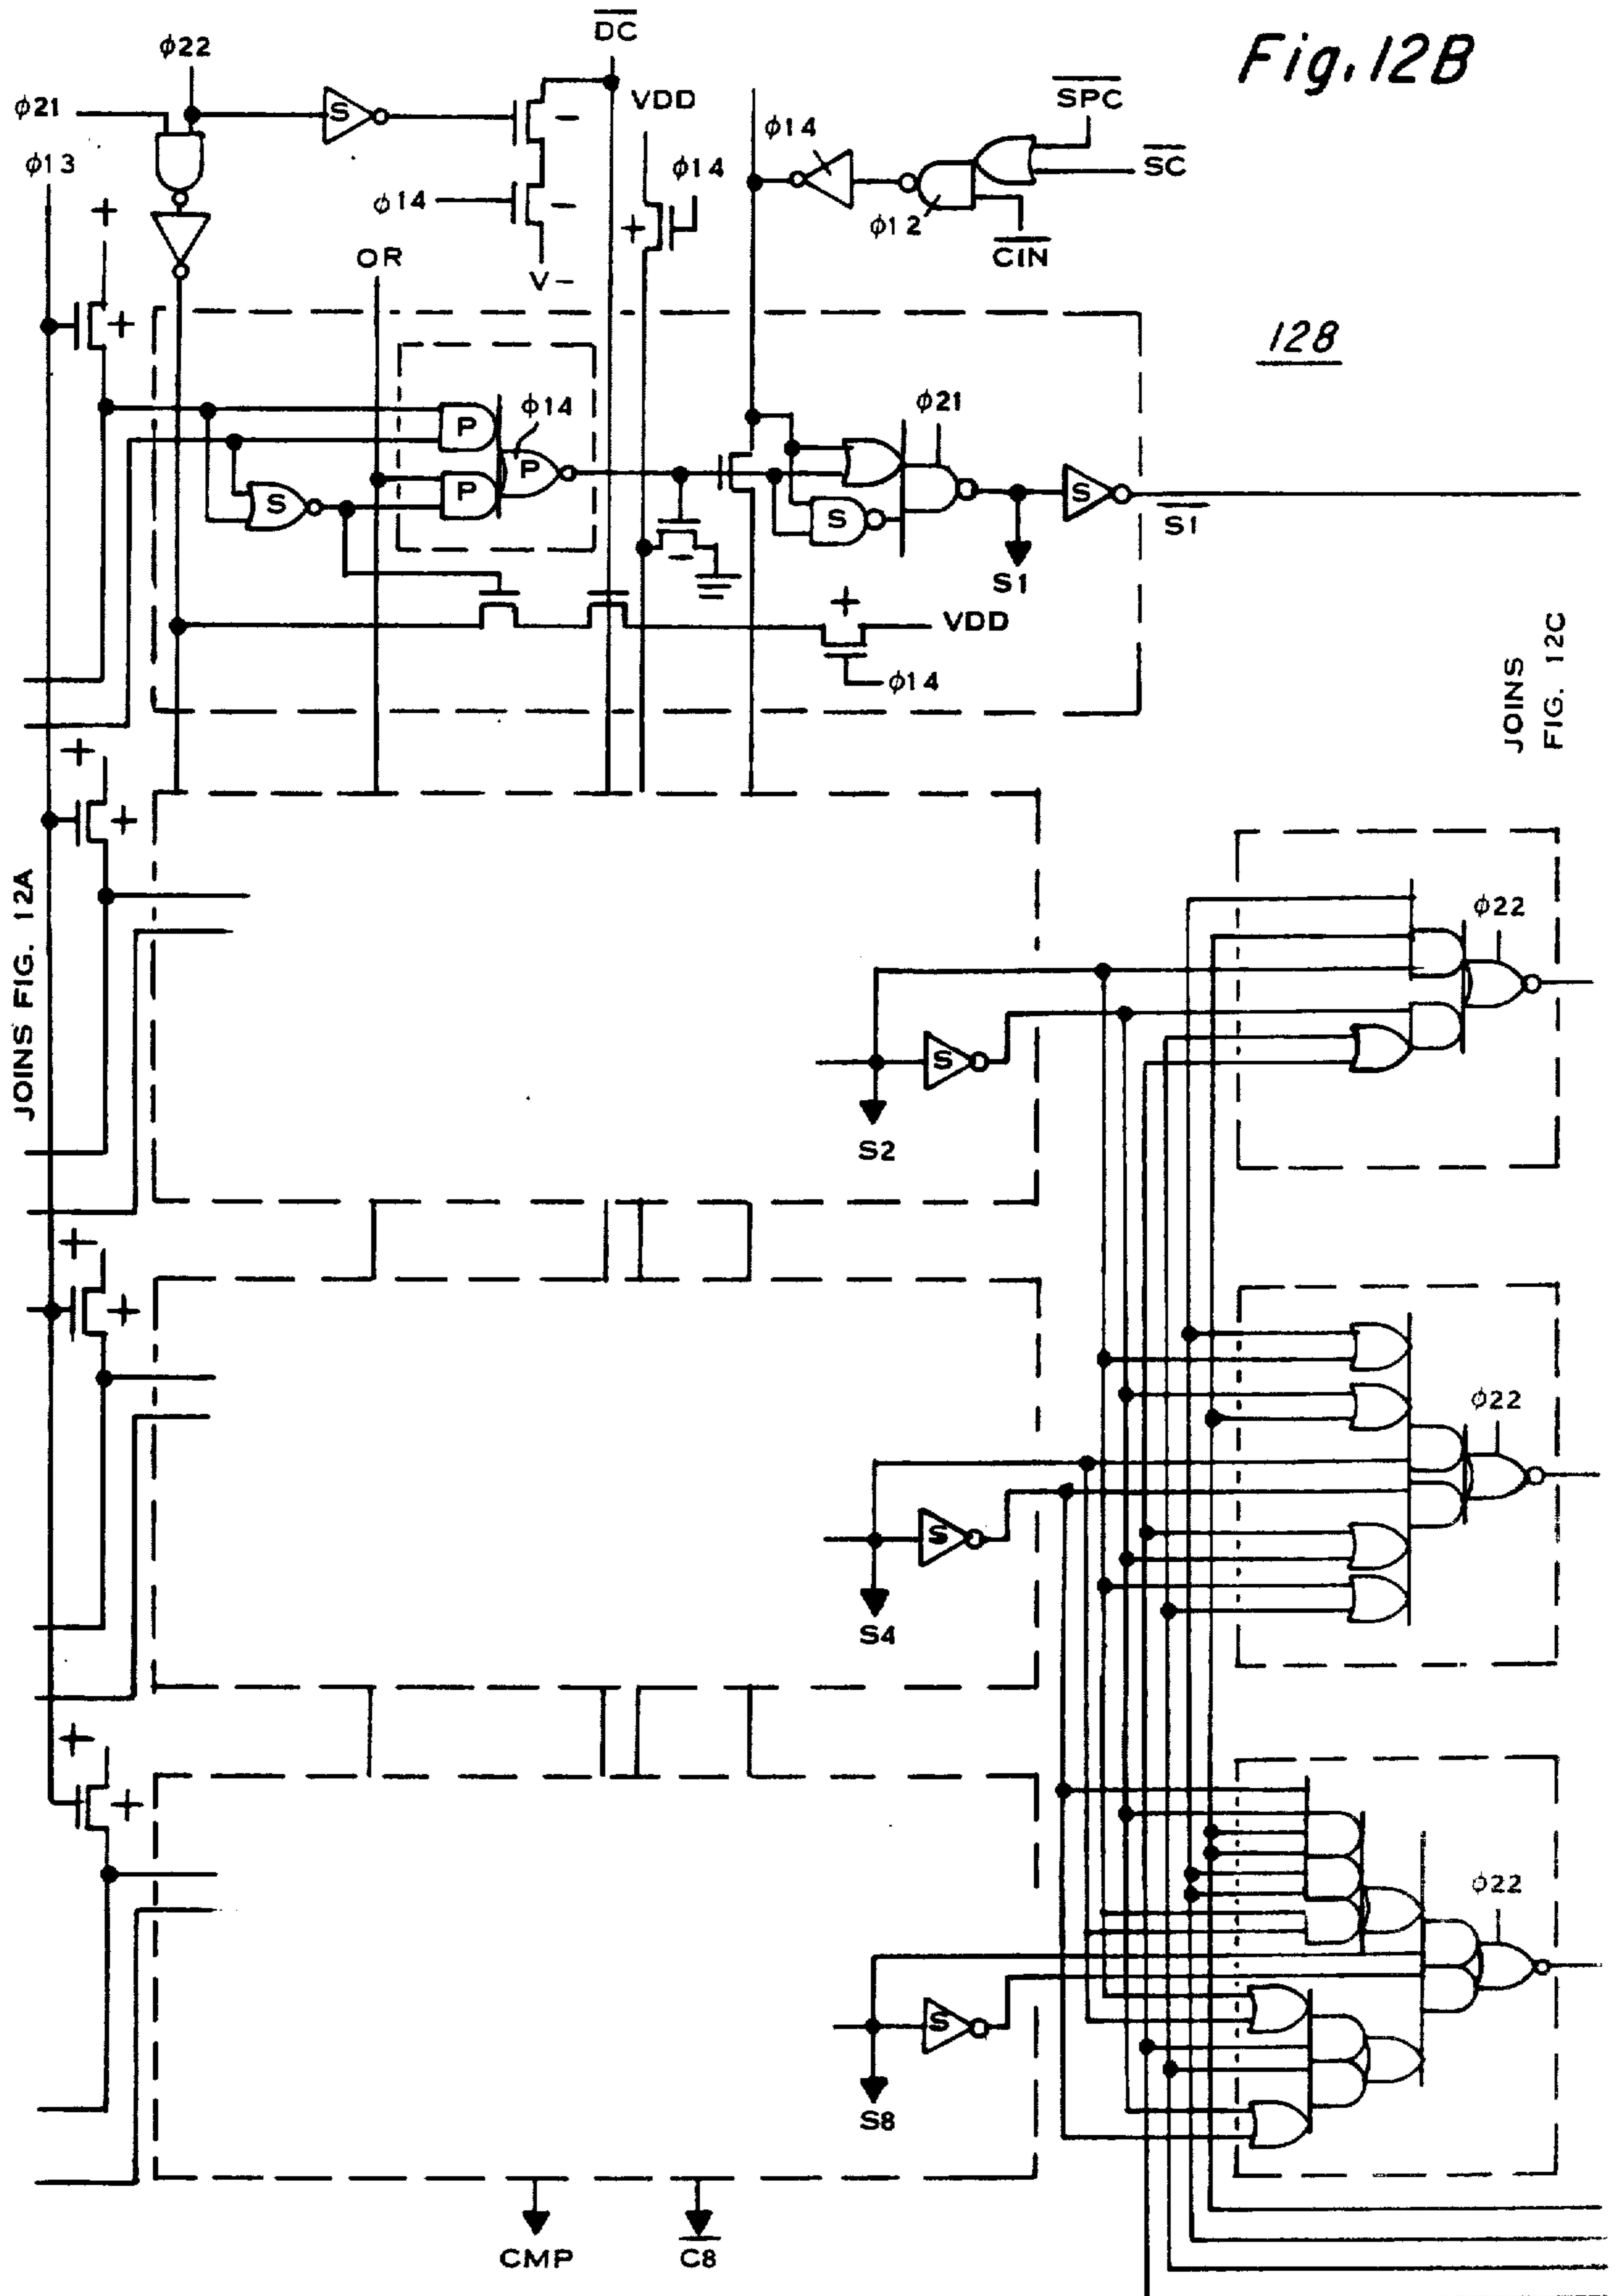 Fig. 12B
DC
φ22
φ21
S
VDD
φ14
SPC
SC
φ13
φ14
φ14
φ12
CIN
+
–
–
+
OR
V–
+
128
φ14
φ21
P
P
P
S
S
S
S1
S1
–
+
VDD
φ14
JOINS
FIG. 12C
+
+
JOINS FIG. 12A
φ22
S
S2
+
+
φ22
S
S4
+
+
φ22
S
S8
CMP
C8